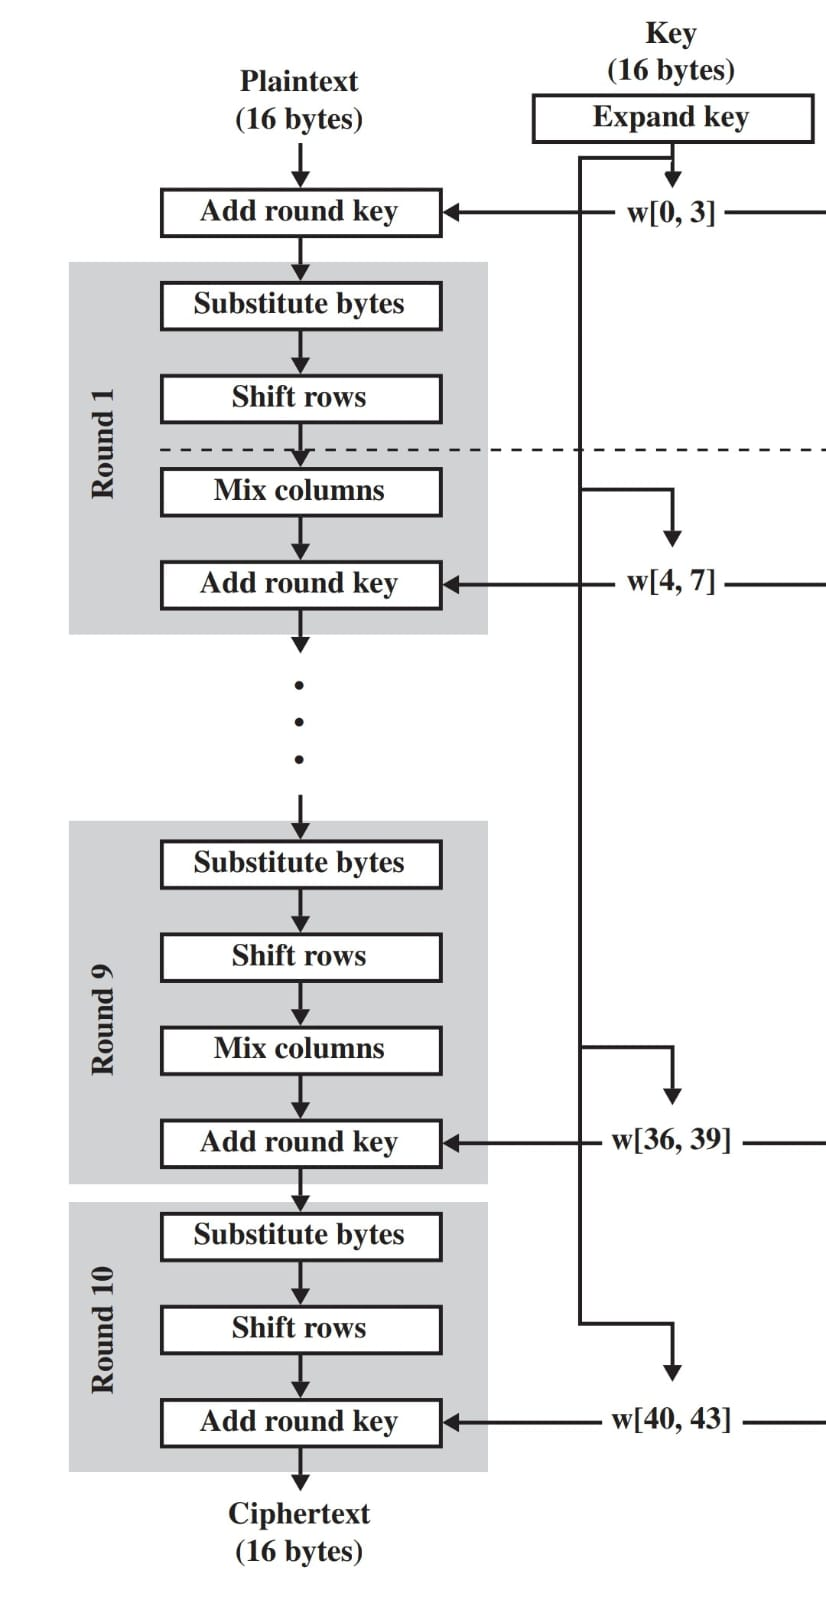 Key
(16 bytes)
Plaintext
(16 bytes)
Expand key
Add round key
w[0, 3]
Round 1
Substitute bytes
Shift rows
Mix columns
Add round key
w[4, 7]
Round 9
Substitute bytes
Shift rows
Mix columns
Add round key
w[36, 39]
Round 10
Substitute bytes
Shift rows
Add round key
w[40, 43]
Ciphertext
(16 bytes)